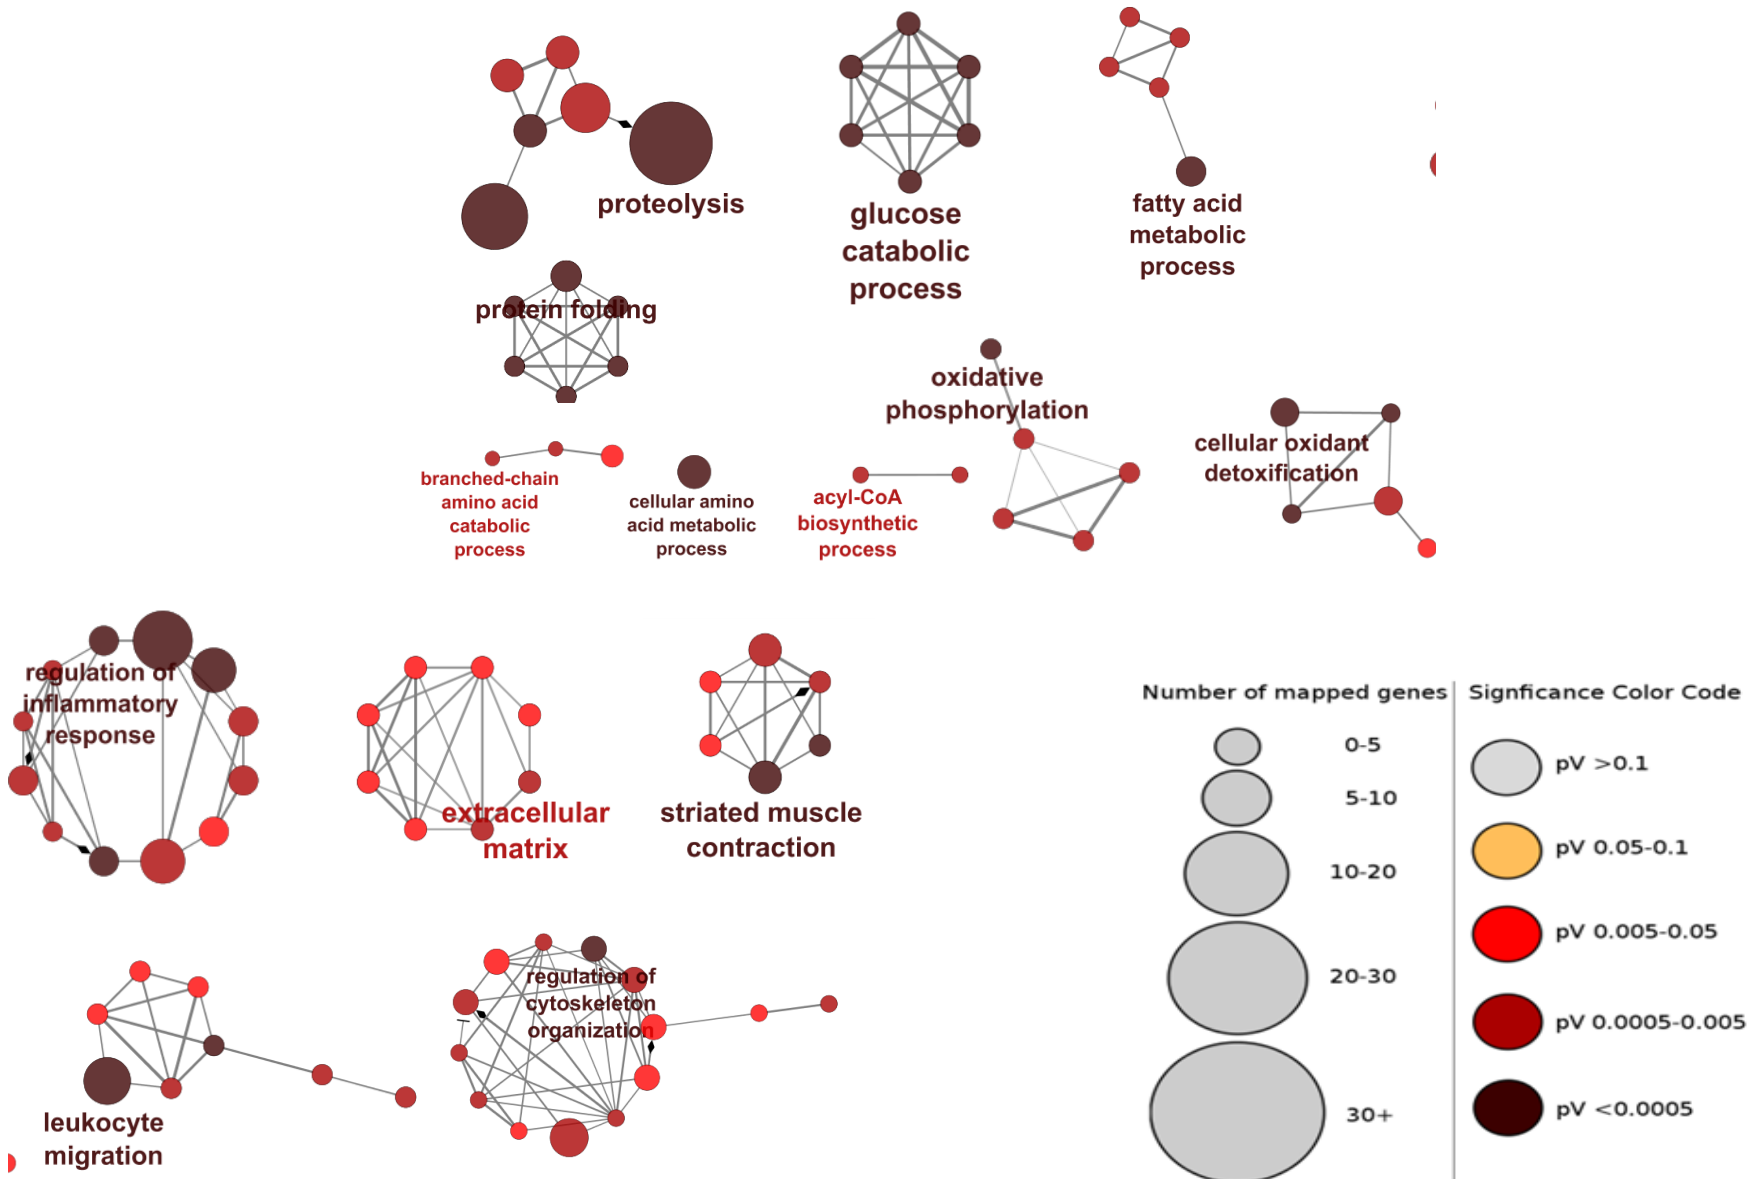 proteolysis
glucose
catabolic
process
fatty acid
metabolic
process
protein folding
oxidative
phosphorylation
cellular oxidant
detoxification
branched-chain
amino acid
catabolic
process
cellular amino
acid metabolic
process
acyl-CoA
biosynthetic
process
regulation of
inflammatory
response
extracellular
matrix
striated muscle
contraction
leukocyte
migration
regulation of
cytoskeleton
organization
Number of mapped genes
0-5
5-10
10-20
20-30
30+
Signficance Color Code
pV >0.1
pV 0.05-0.1
pV 0.005-0.05
pV 0.0005-0.005
pV <0.0005